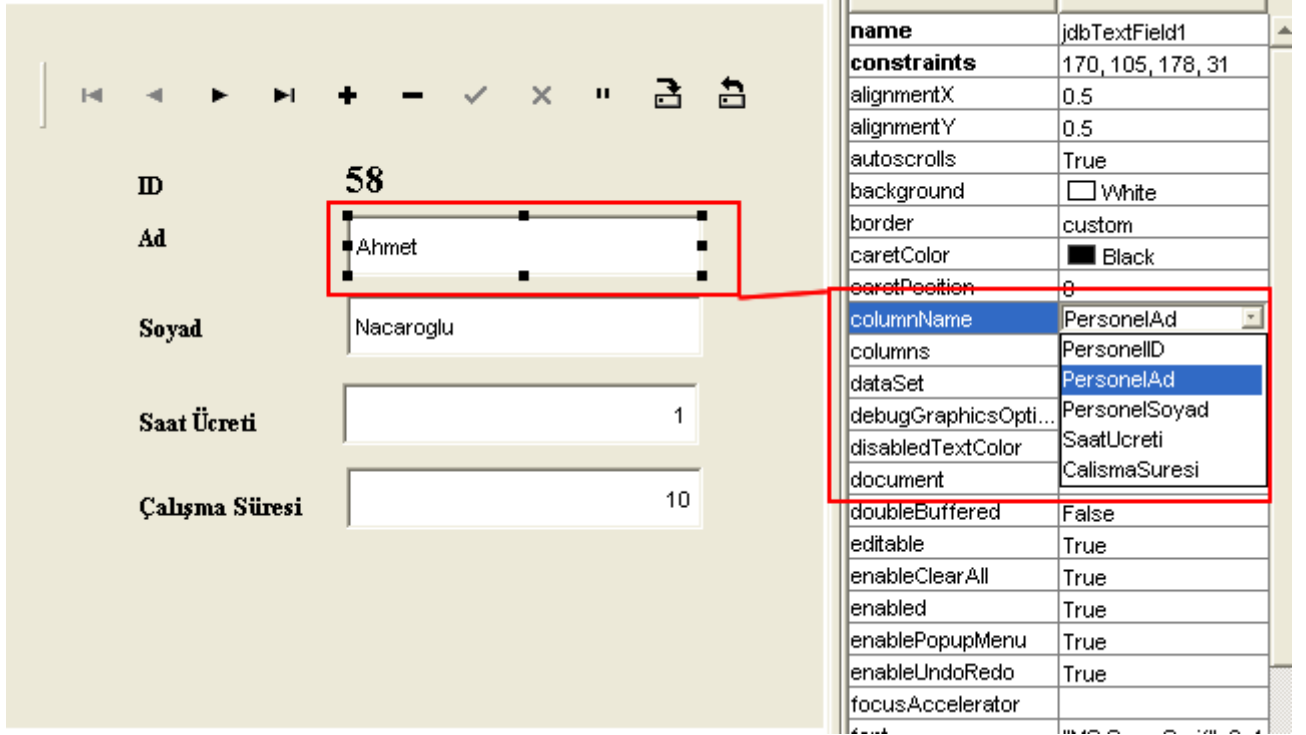 ID
58
Ad
Ahmet
Soyad
Nacaroglu
Saat Ücreti
1
Çalışma Süresi
10
name jdbTextField1
constraints 170, 105, 178, 31
alignmentX 0.5
alignmentY 0.5
autoscrolls True
background White
border custom
caretColor Black
caretPosition 0
columnName PersonelAd
columns PersonelID
dataSet PersonelAd
debugGraphicsOpti... PersonelSoyad
disabledTextColor SaatUcreti
document CalismaSuresi
doubleBuffered False
editable True
enableClearAll True
enabled True
enablePopupMenu True
enableUndoRedo True
focusAccelerator